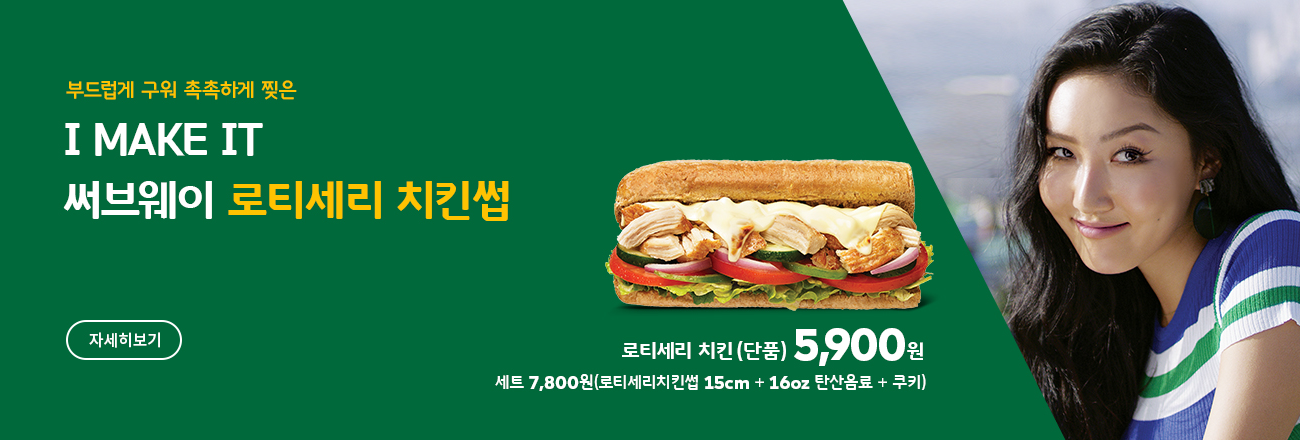 부드럽게 구워 촉촉하게 찢은
I MAKE IT
써브웨이 로티세리 치킨썹
자세히보기
로티세리 치킨(단품) 5,900원
세트 7,800원(로티세리치킨썹 15cm + 16oz 탄산음료 + 쿠키)